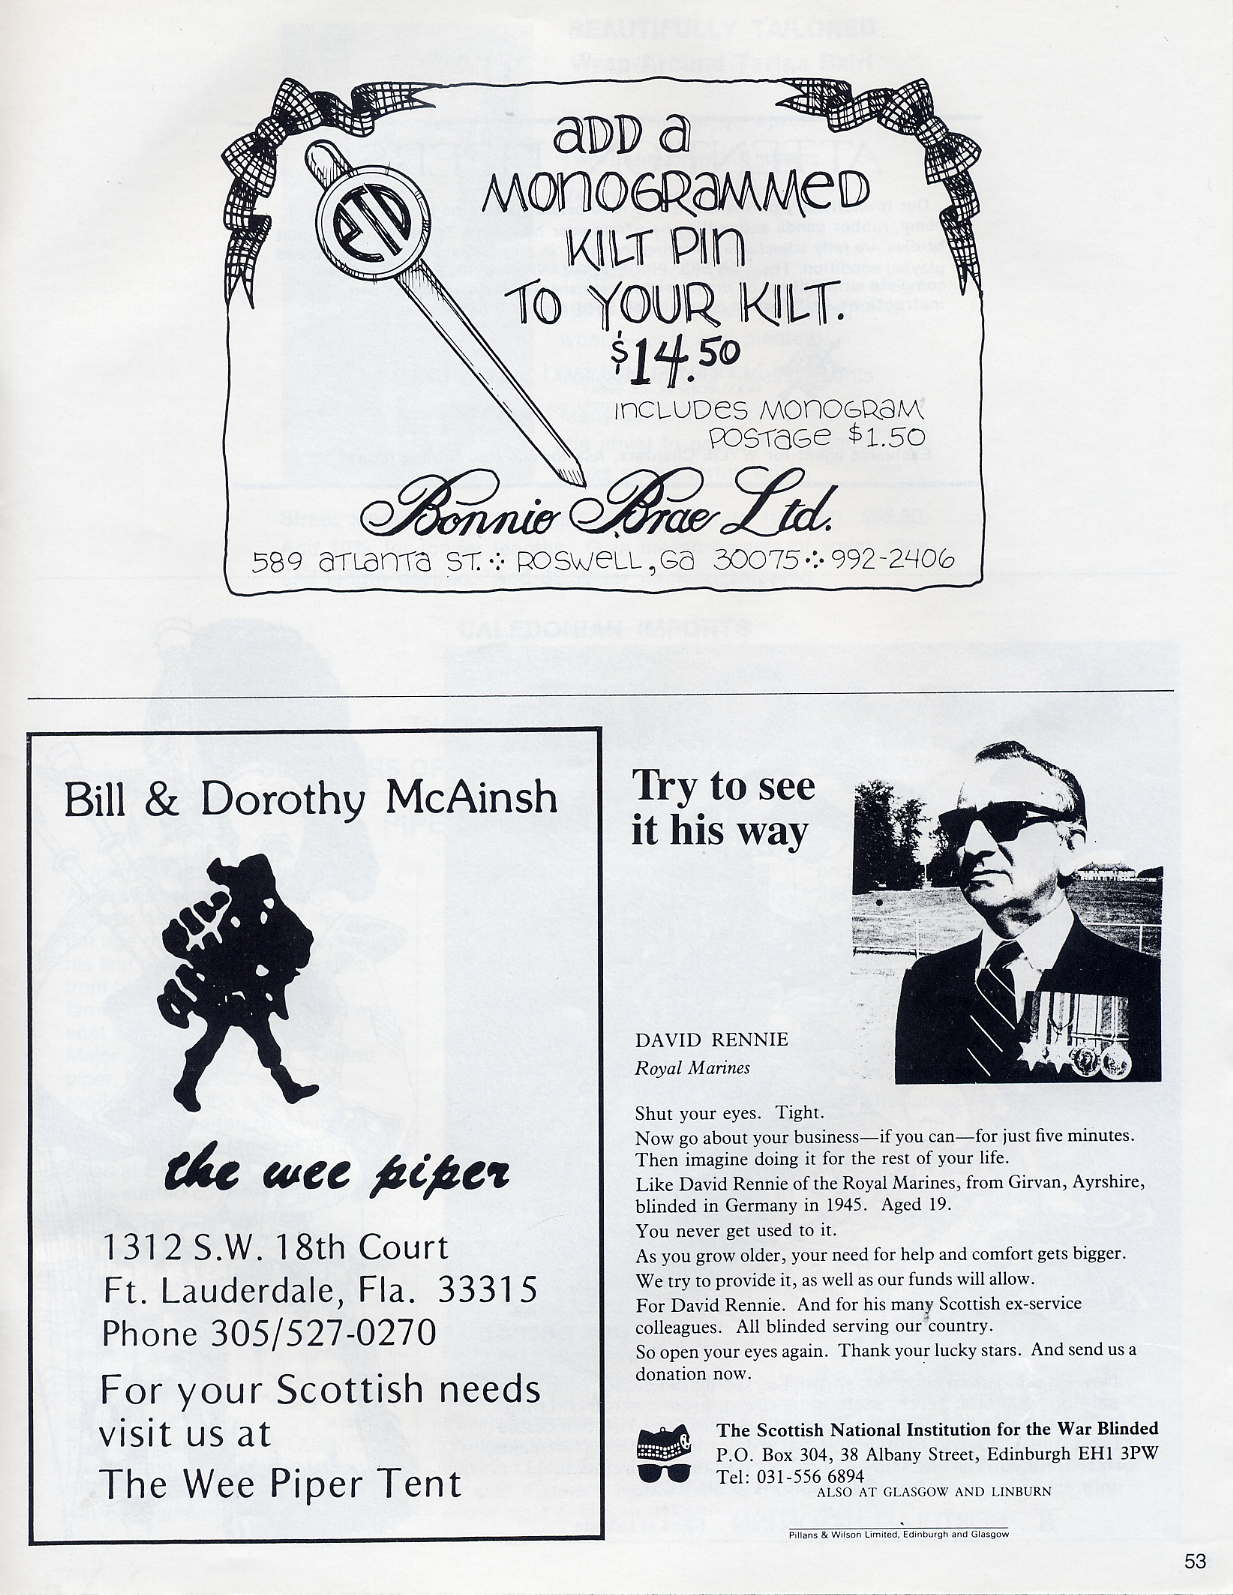 ADD A
MONOGRAMMED
KILT PIN
TO YOUR KILT.
$14.50
INCLUDES MONOGRAM
POSTAGE $1.50
Bonnie Brae Ltd.
589 ATLANTA ST. ROSWELL, GA 30075 992-2406
Bill & Dorothy McAinsh
the wee piper
1312 S.W. 18th Court
Ft. Lauderdale, Fla. 33315
Phone 305/527-0270
For your Scottish needs
visit us at
The Wee Piper Tent
Try to see
it his way
DAVID RENNIE
Royal Marines
Shut your eyes. Tight.
Now go about your business—if you can—for just five minutes.
Then imagine doing it for the rest of your life.
Like David Rennie of the Royal Marines, from Girvan, Ayrshire,
blinded in Germany in 1945. Aged 19.
You never get used to it.
As you grow older, your need for help and comfort gets bigger.
We try to provide it, as well as our funds will allow.
For David Rennie. And for his many Scottish ex-service
colleagues. All blinded serving our country.
So open your eyes again. Thank your lucky stars. And send us a
donation now.
The Scottish National Institution for the War Blinded
P.O. Box 304, 38 Albany Street, Edinburgh EH1 3PW
Tel: 031-556 6894
ALSO AT GLASGOW AND LINBURN
Pillans & Wilson Limited, Edinburgh and Glasgow
53